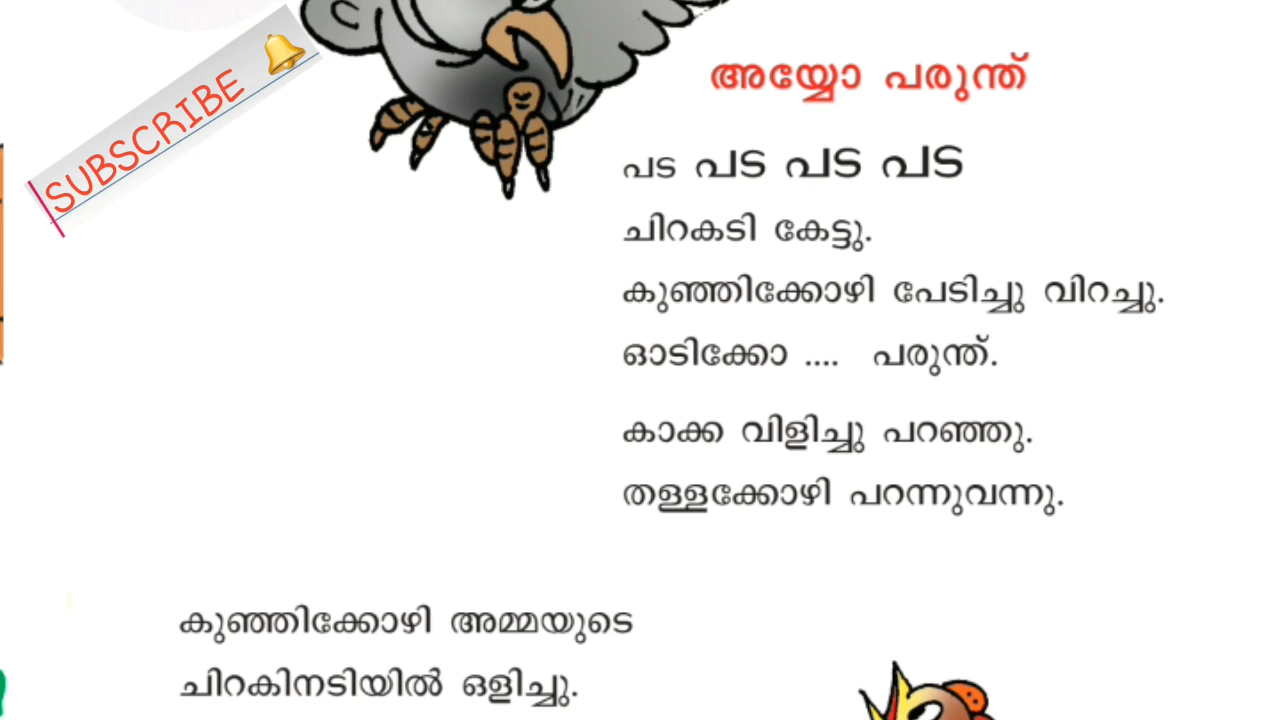 SUBSCRIBE 🔔
അയ്യോ പരുന്ത്
പട പട പട പട
ചിറകടി കേട്ടു.
കുഞ്ഞിക്കോഴി പേടിച്ചു വിറച്ചു.
ഓടിക്കോ .... പരുന്ത്.
കാക്ക വിളിച്ചു പറഞ്ഞു.
തള്ളക്കോഴി പറന്നുവന്നു.
കുഞ്ഞിക്കോഴി അമ്മയുടെ
ചിറകിനടിയിൽ ഒളിച്ചു.